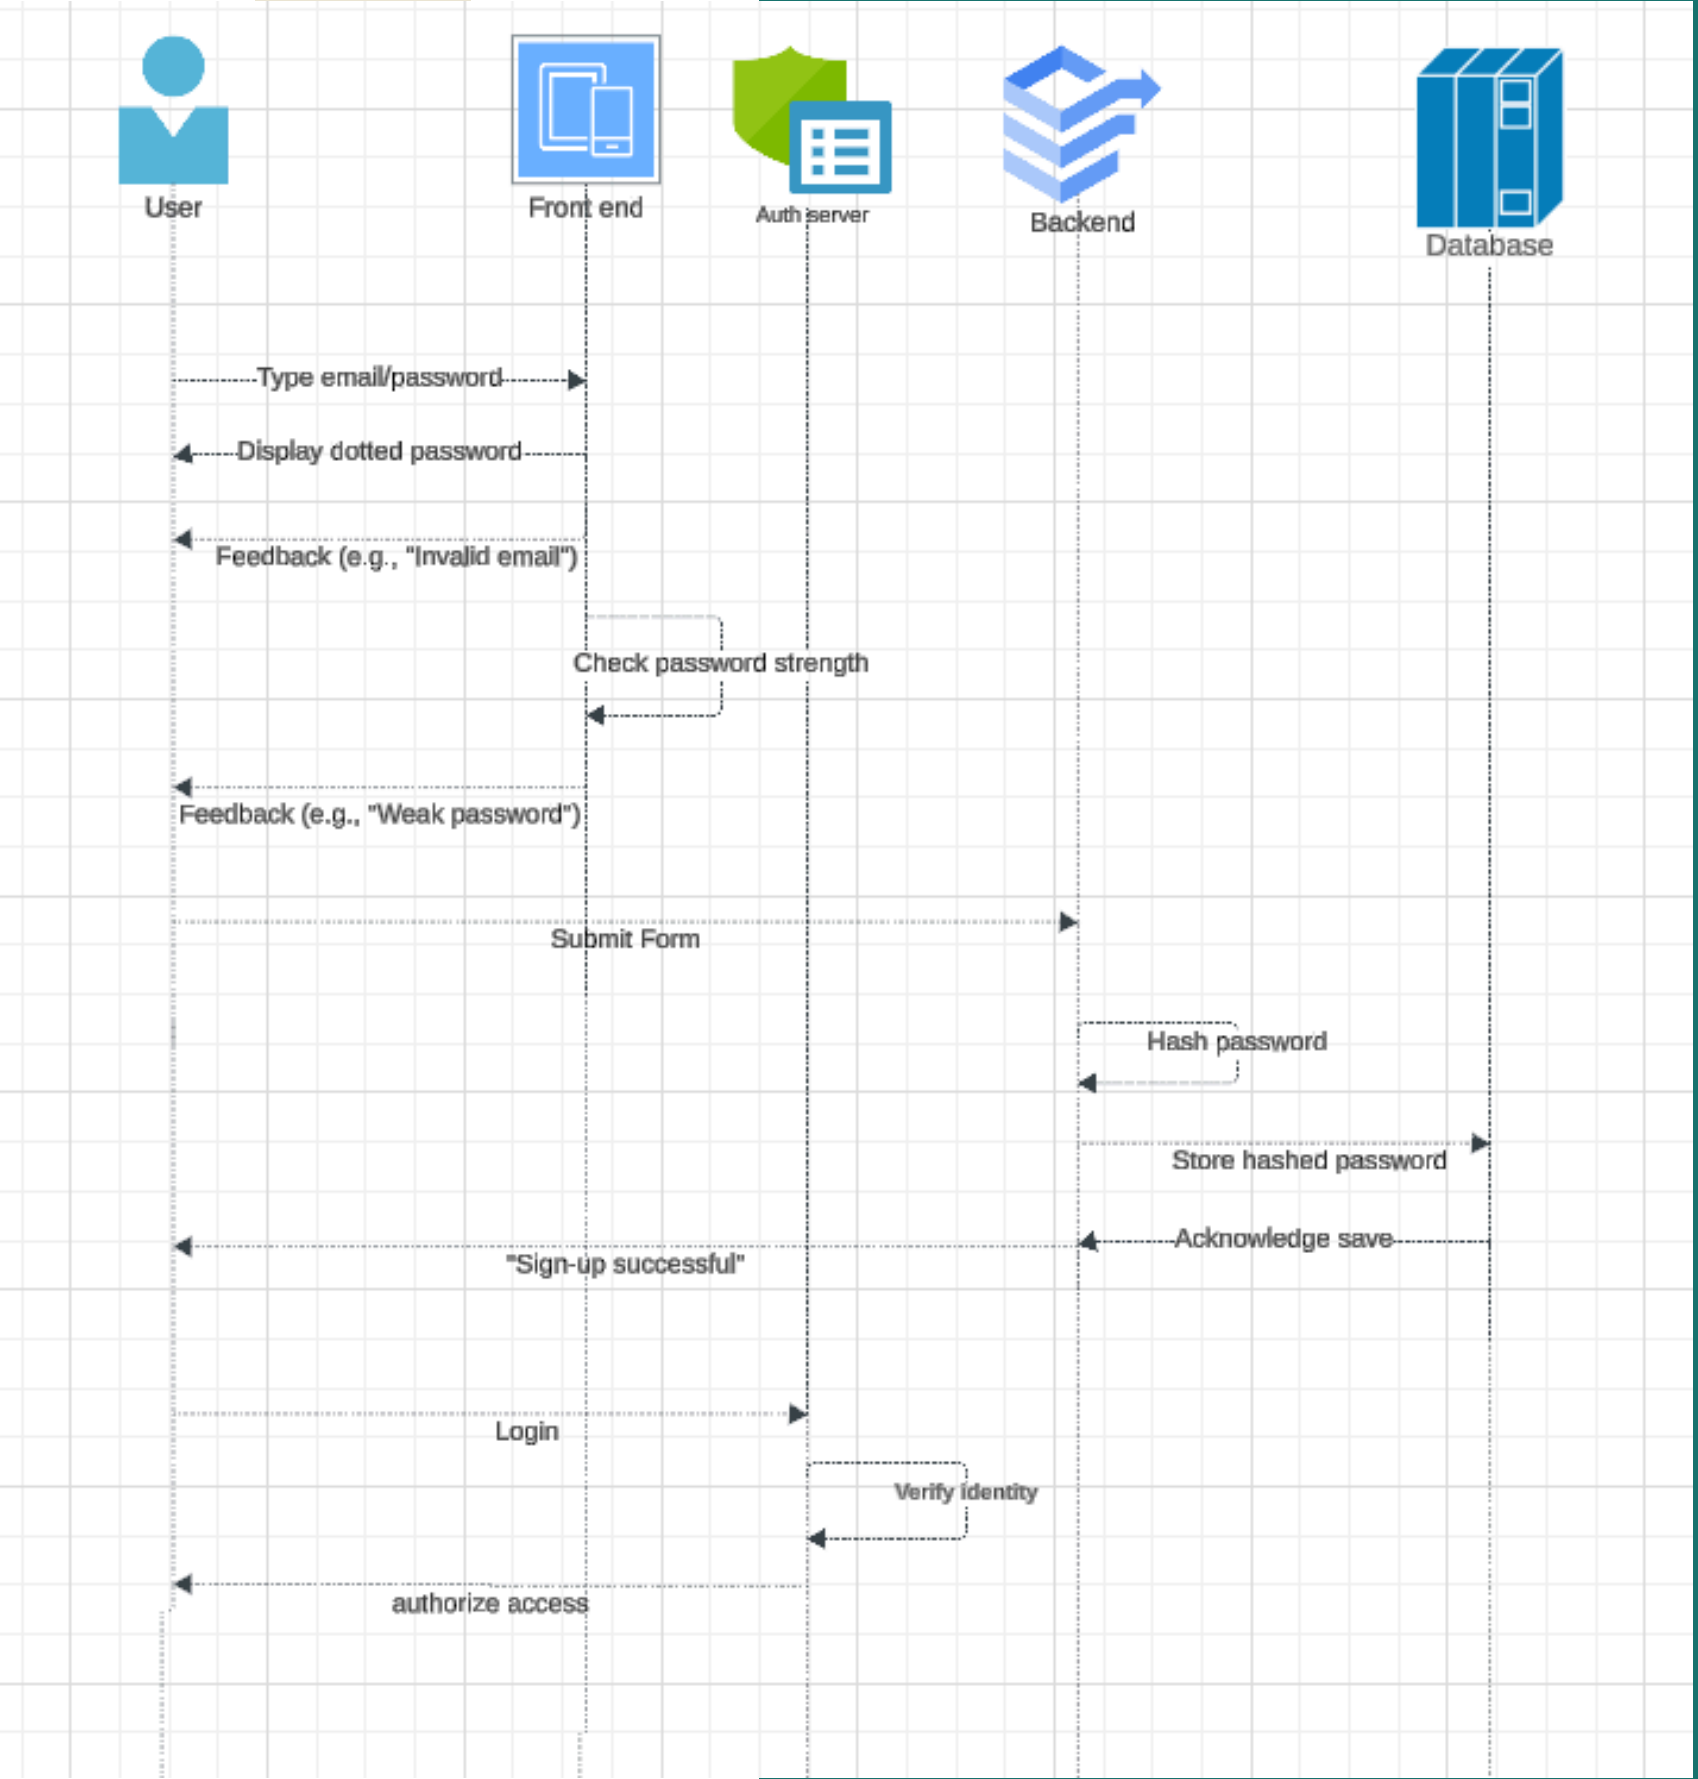 User
Front end
Auth server
Backend
Database
Type email/password
Display dotted password
Feedback (e.g., "Invalid email")
Check password strength
Feedback (e.g., "Weak password")
Submit Form
Hash password
Store hashed password
Acknowledge save
"Sign-up successful"
Login
Verify identity
authorize access